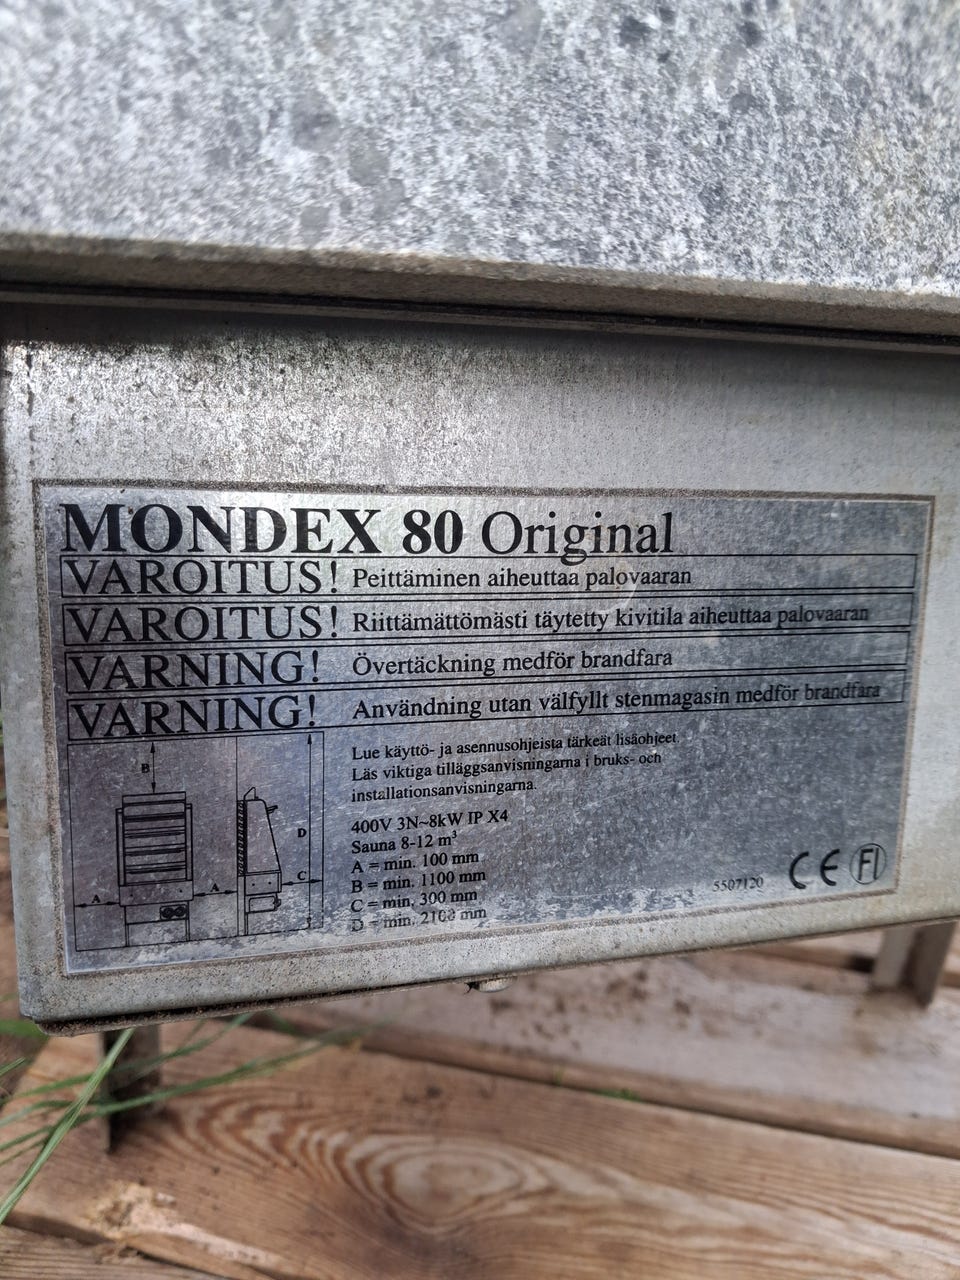 MONDEX 80 Original
VAROITUS! Peittäminen aiheuttaa palovaaran
VAROITUS! Riittämättömästi täytetty kivitila aiheuttaa palovaaran
VARNING! Övertäckning medför brandfara
VARNING! Användning utan välfyllt stenmagasin medför brandfara
Lue käyttö- ja asennusohjeista tärkeät lisäohjeet.
Läs viktiga tilläggsanvisningarna i bruks- och
installationsanvisningarna.
400V 3N~8kW IP X4
Sauna 8-12 m³
A = min. 100 mm
B = min. 1100 mm
C = min. 300 mm
D = min. 2100 mm
B
D
A
A
C
5507120 CE FI